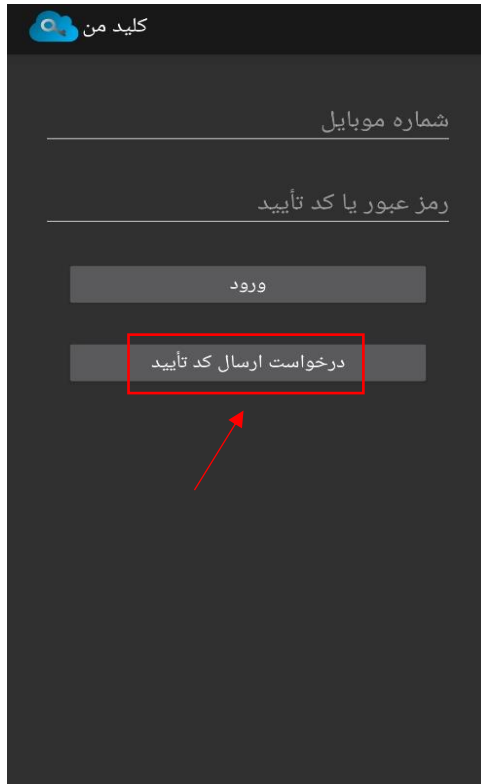 کلید من
شماره موبایل
رمز عبور یا کد تأیید
ورود
درخواست ارسال کد تأیید